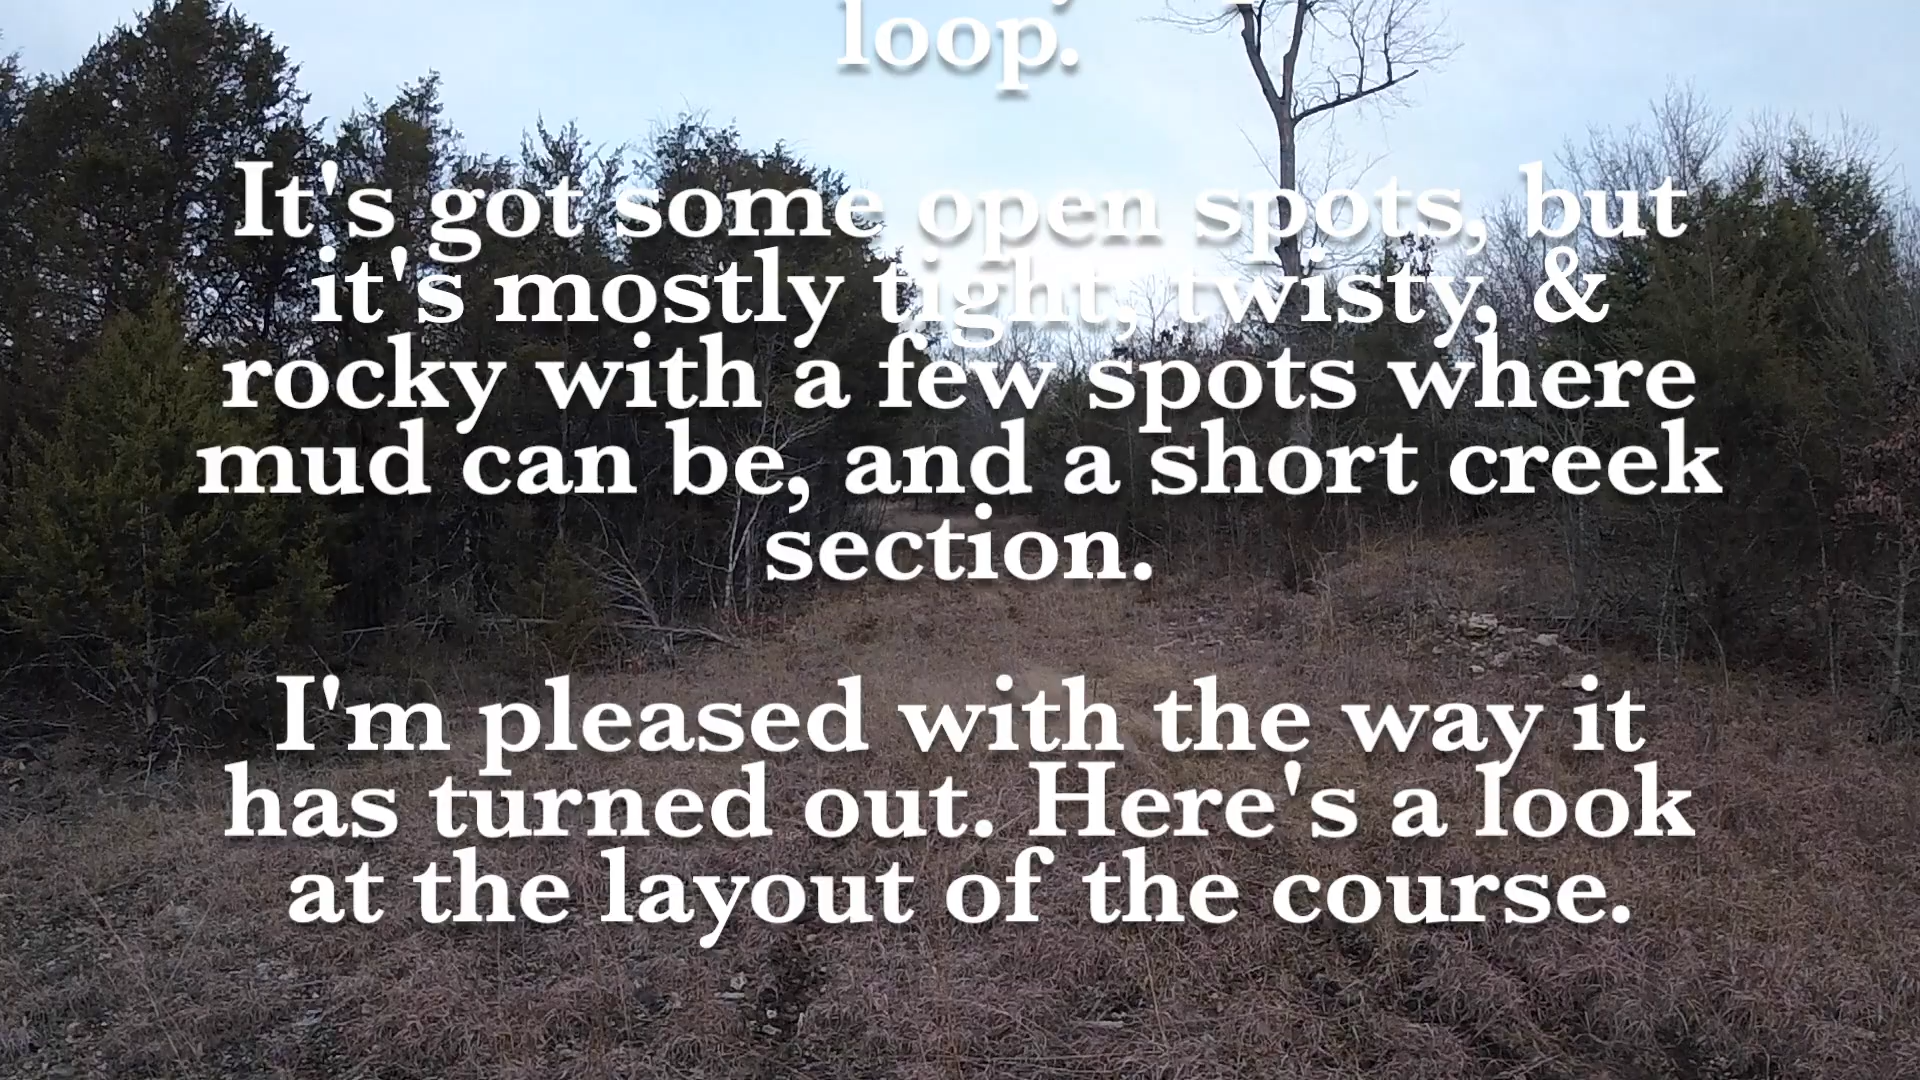 loop.
It's got some open spots, but
it's mostly tight, twisty, &
rocky with a few spots where
mud can be, and a short creek
section.
I'm pleased with the way it
has turned out. Here's a look
at the layout of the course.